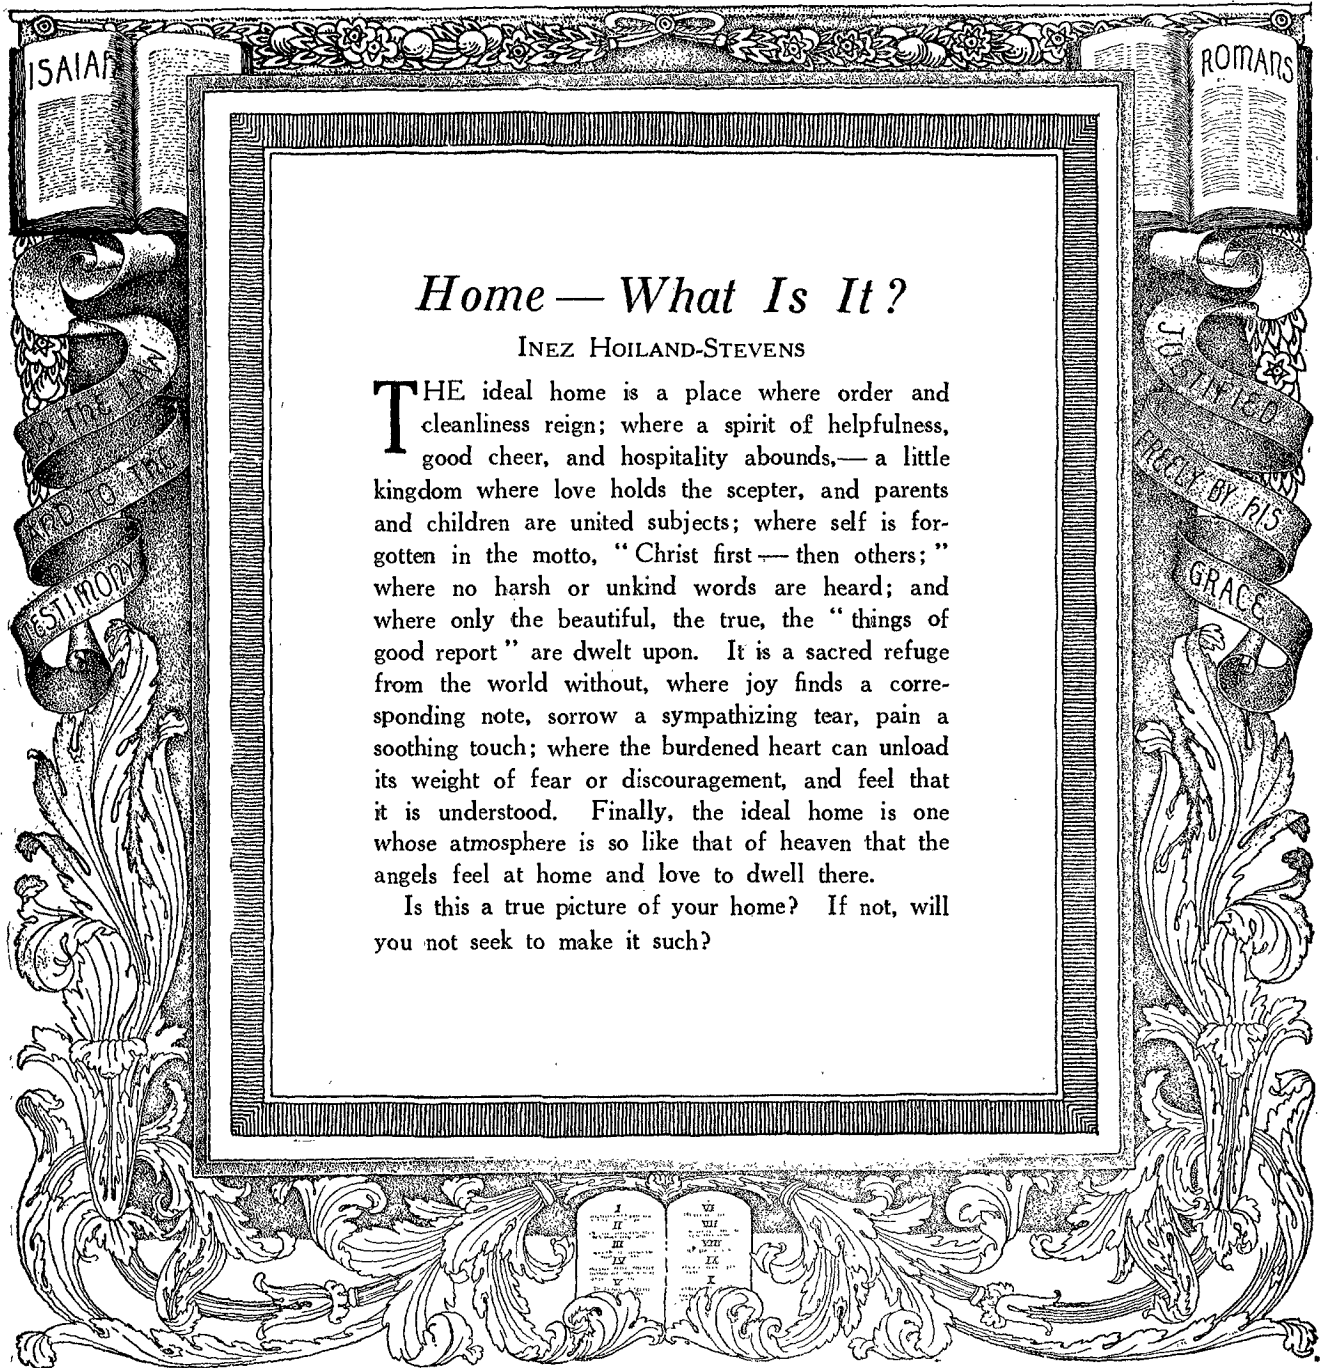 ISAIAH
ROMANS
TO THE LAW
AND TO THE
TESTIMONY
JUSTIFIED
FREELY BY HIS
GRACE
Home — What Is It?
INEZ HOILAND-STEVENS
THE ideal home is a place where order and
cleanliness reign; where a spirit of helpfulness,
good cheer, and hospitality abounds,— a little
kingdom where love holds the scepter, and parents
and children are united subjects; where self is for-
gotten in the motto, “ Christ first — then others; ”
where no harsh or unkind words are heard; and
where only the beautiful, the true, the “ things of
good report ” are dwelt upon. It is a sacred refuge
from the world without, where joy finds a corre-
sponding note, sorrow a sympathizing tear, pain a
soothing touch; where the burdened heart can unload
its weight of fear or discouragement, and feel that
it is understood. Finally, the ideal home is one
whose atmosphere is so like that of heaven that the
angels feel at home and love to dwell there.
Is this a true picture of your home? If not, will
you not seek to make it such?
I
II
III
IV
V
VI
VII
VIII
IX
X